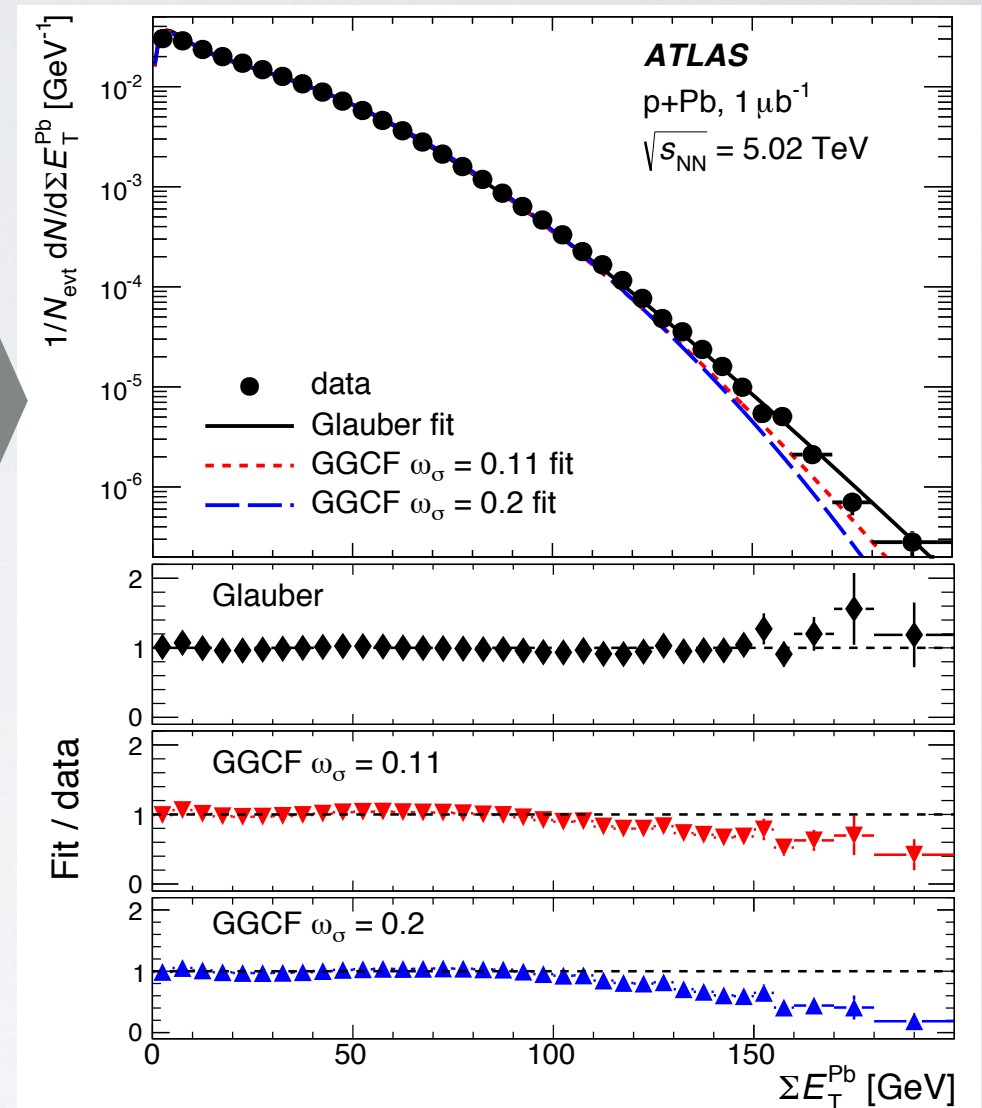 ATLAS
p+Pb, 1 μb⁻¹
√s_NN = 5.02 TeV
1/N_evt dN/dΣE_T^Pb [GeV⁻¹]
10⁻²
10⁻³
10⁻⁴
10⁻⁵
10⁻⁶
data
Glauber fit
GGCF ω_σ = 0.11 fit
GGCF ω_σ = 0.2 fit
Fit / data
2
Glauber
1
0
2
GGCF ω_σ = 0.11
1
0
2
GGCF ω_σ = 0.2
1
0
0 50 100 150
ΣE_T^Pb [GeV]